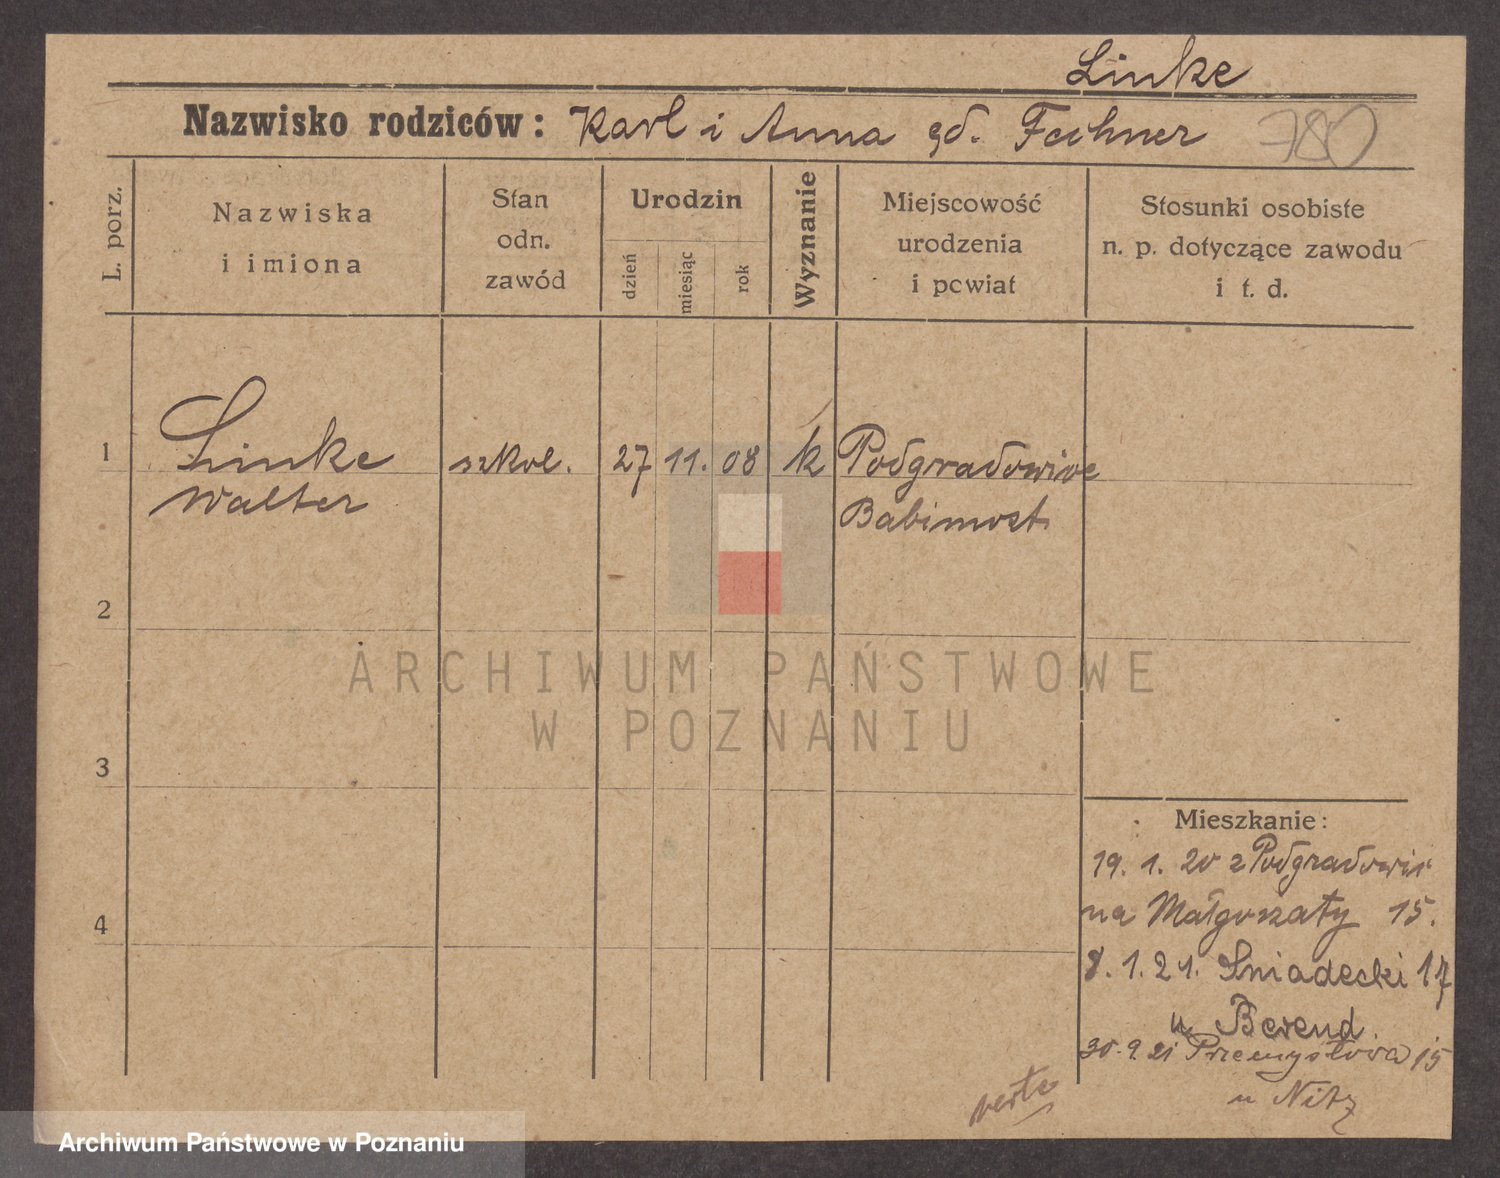 Linke
Nazwisko rodziców: Karl i Anna zd. Fechner 780
L. porz.
Nazwiska
i imiona
Stan
odn.
zawód
Urodzin
dzień
miesiąc
rok
Wyznanie
Miejscowość
urodzenia
i powiat
Stosunki osobiste
n. p. dotyczące zawodu
i t. d.
1 Linke szkol. 27 11. 08 k Podgradowice
Walter Babimost
2
3
4
ARCHIWUM PAŃSTWOWE
W POZNANIU
Mieszkanie:
19. 1. 20 z Podgradowic
na Małgorzaty 15.
8. 1. 21. Śniadecki 17
u Berend.
30. 9. 21 Przemysłowa 15
u Nitz
verte
Archiwum Państwowe w Poznaniu